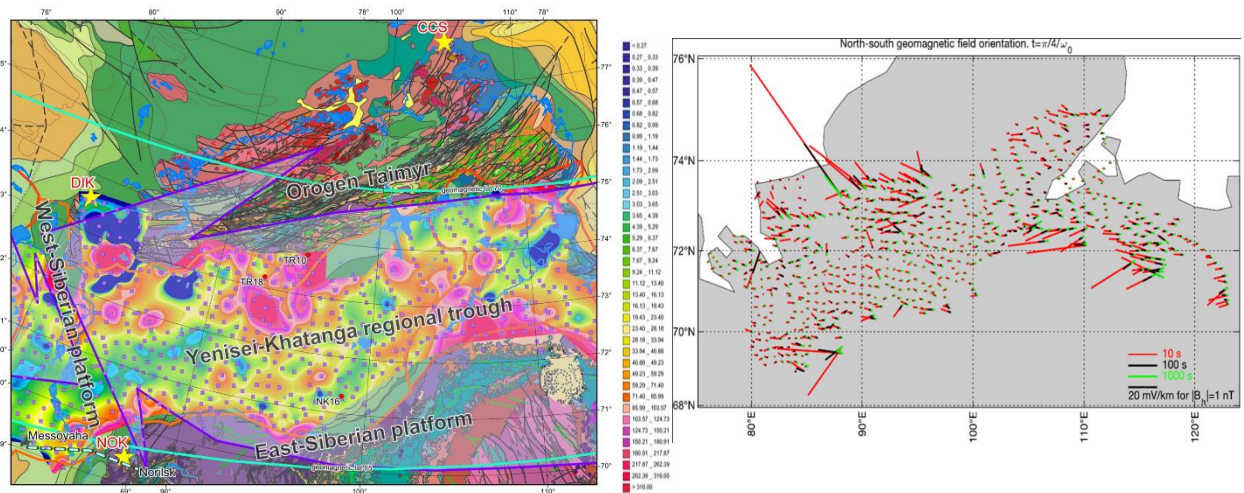 76°
78°
90°
100°
110°
78°
CCS
77°
76°
75°
74°
73°
72°
71°
70°
DIK
Orogen Taimyr
West-Siberian platform
TR10
TR18
Yenisei-Khatanga regional trough
NK16
East-Siberian platform
Messoyaha
NOK
Norilsk
69°
90°
110°
< 0.27
0.27 _ 0.33
0.33 _ 0.39
0.39 _ 0.47
0.47 _ 0.57
0.57 _ 0.68
0.68 _ 0.82
0.82 _ 0.99
0.99 _ 1.19
1.19 _ 1.44
1.44 _ 1.73
1.73 _ 2.09
2.09 _ 2.51
2.51 _ 3.03
3.03 _ 3.65
3.65 _ 4.39
4.39 _ 5.29
5.29 _ 6.37
6.37 _ 7.67
7.67 _ 9.24
9.24 _ 11.12
11.12 _ 13.40
13.40 _ 16.13
16.13 _ 19.43
19.43 _ 23.40
23.40 _ 28.18
28.18 _ 33.94
33.94 _ 40.88
40.88 _ 49.23
49.23 _ 59.29
59.29 _ 71.40
71.40 _ 85.99
85.99 _ 103.57
103.57 _ 124.73
124.73 _ 150.21
150.21 _ 180.91
180.91 _ 217.87
217.87 _ 262.39
262.39 _ 316.00
> 316.00
North-south geomagnetic field orientation. t=π/4/ω₀
76°N
74°N
72°N
70°N
68°N
80°E
90°E
100°E
110°E
120°E
10 s
100 s
1000 s
20 mV/km for |Bₕ|=1 nT